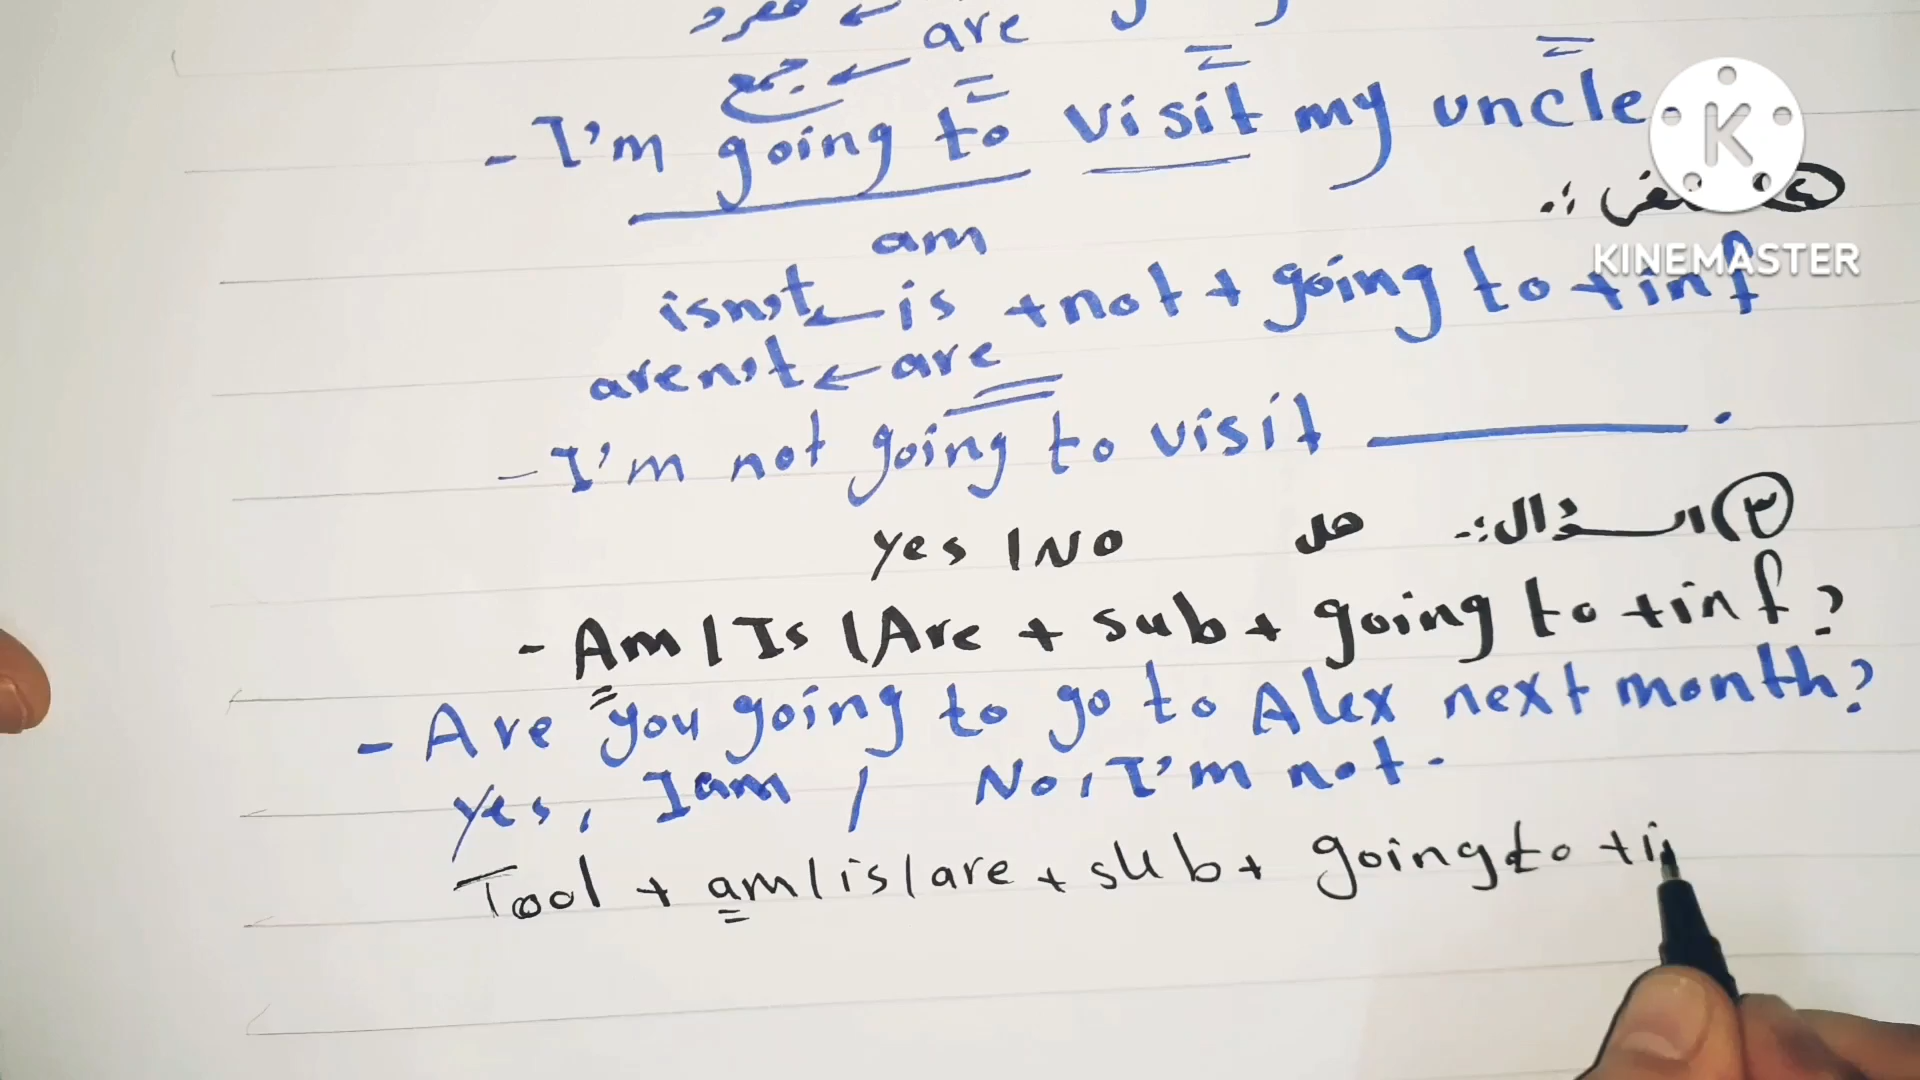 مفرد ← are
جمع ←
- I'm going to visit my uncle.
K
KINEMASTER
am
isn't ← is + not + going to + inf
aren't ← are
- I'm not going to visit ______ .
٣ السؤال:- هل yes / No
- Am / Is / Are + sub + going to + inf?
- Are you going to go to Alex next month?
yes, I am / No, I'm not.
Tool + am / is / are + sub + going to + i